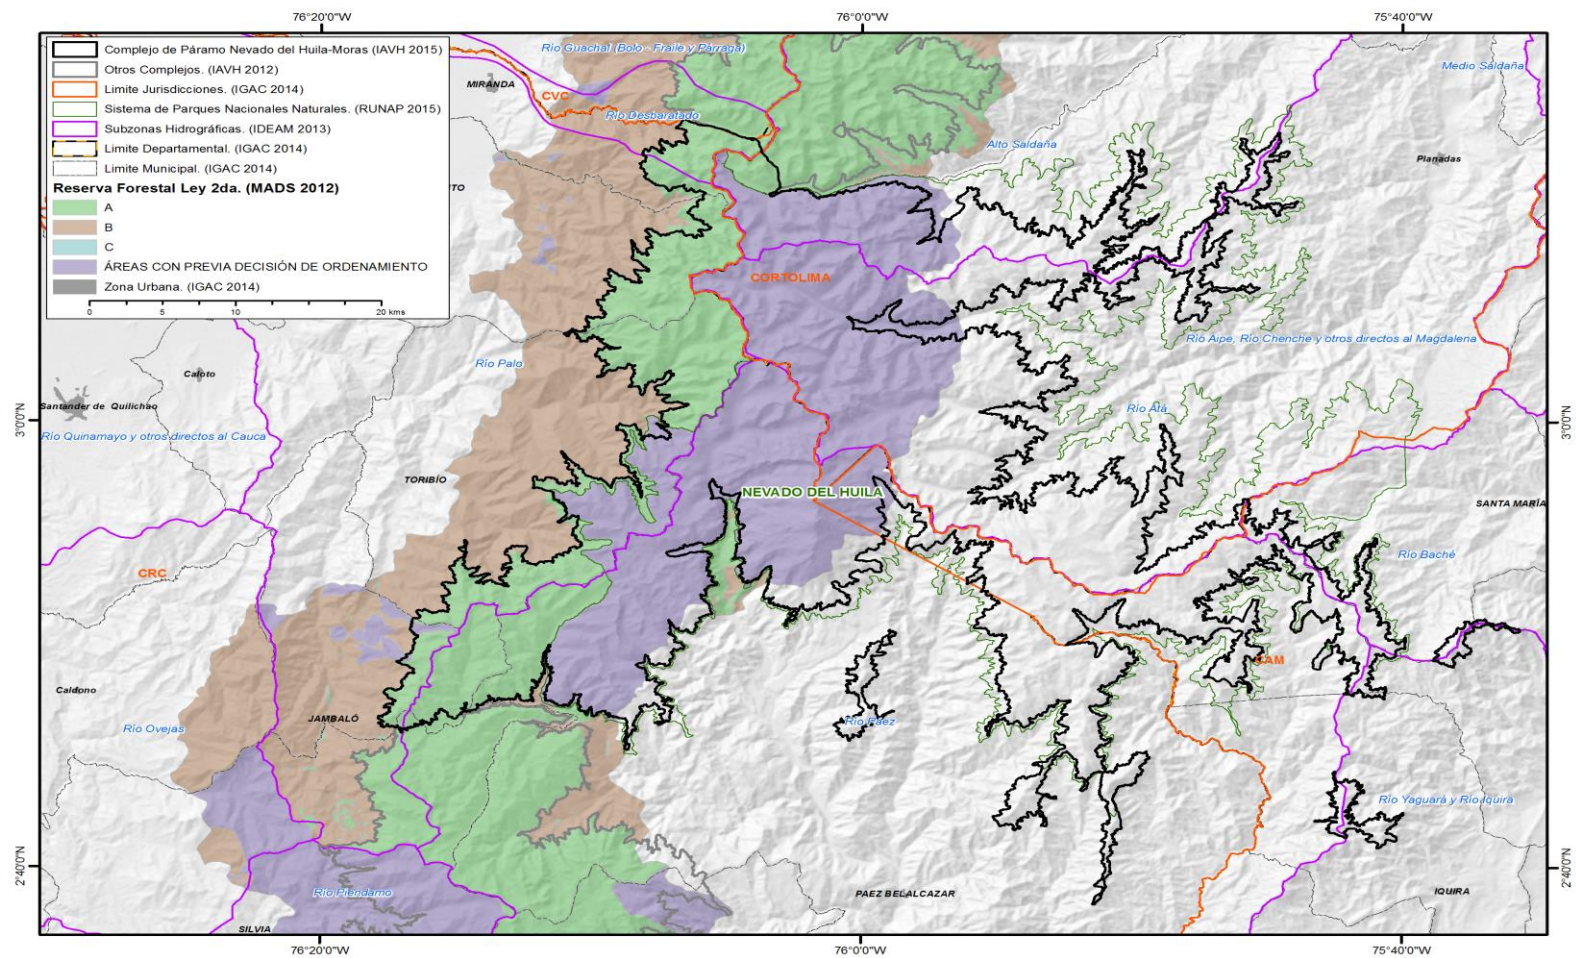 76°20'0"W
76°0'0"W
75°40'0"W
Complejo de Páramo Nevado del Huila-Moras (IAVH 2015)
Otros Complejos. (IAVH 2012)
Limite Jurisdicciones. (IGAC 2014)
Sistema de Parques Nacionales Naturales. (RUNAP 2015)
Subzonas Hidrográficas. (IDEAM 2013)
Limite Departamental. (IGAC 2014)
Limite Municipal. (IGAC 2014)
Reserva Forestal Ley 2da. (MADS 2012)
A
B
C
ÁREAS CON PREVIA DECISIÓN DE ORDENAMIENTO
Zona Urbana. (IGAC 2014)
0 5 10 20 kms
Río Guachal (Bolo - Fraile y Párraga)
Medio Saldaña
MIRANDA
CVC
Río Desbaratado
Alto Saldaña
Planadas
TO
CORTOLIMA
Río Aipe, Río Chenche y otros directos al Magdalena
Río Palo
Caloto
Santander de Quilichao
Río Atá
3°0'0"N
3°0'0"N
Río Quinamayo y otros directos al Cauca
TORIBÍO
NEVADO DEL HUILA
SANTA MARÍA
Río Baché
CRC
CAM
Caldono
JAMBALÓ
Río Páez
Río Ovejas
Río Yaguará y Río Iquira
2°40'0"N
2°40'0"N
Río Piendamo
PAEZ BELALCAZAR
IQUIRA
SILVIA
76°20'0"W
76°0'0"W
75°40'0"W